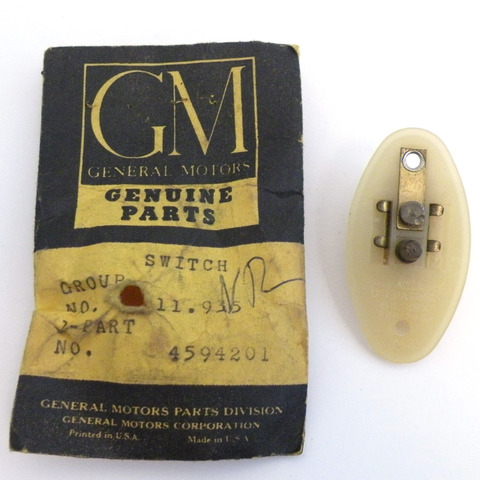 GM
GENERAL MOTORS
GENUINE
PARTS
SWITCH
GROUP
NO. 11.935
PART
NO. 4594201
GENERAL MOTORS PARTS DIVISION
GENERAL MOTORS CORPORATION
Printed in U.S.A. Made in U.S.A.